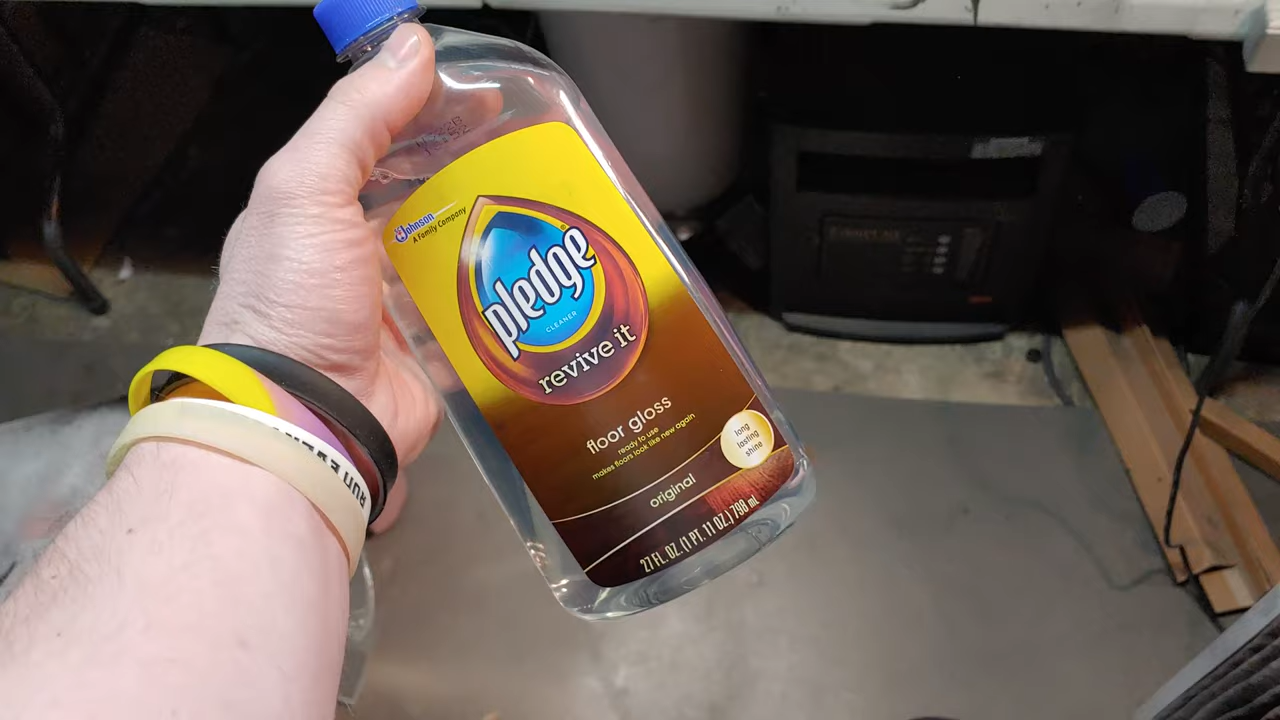 Johnson
A Family Company
pledge
CLEANER
revive it
floor gloss
ready to use
makes floors look like new again
long
lasting
shine
original
27 FL. OZ. (1 PT. 11 OZ.) 798 mL
RUN